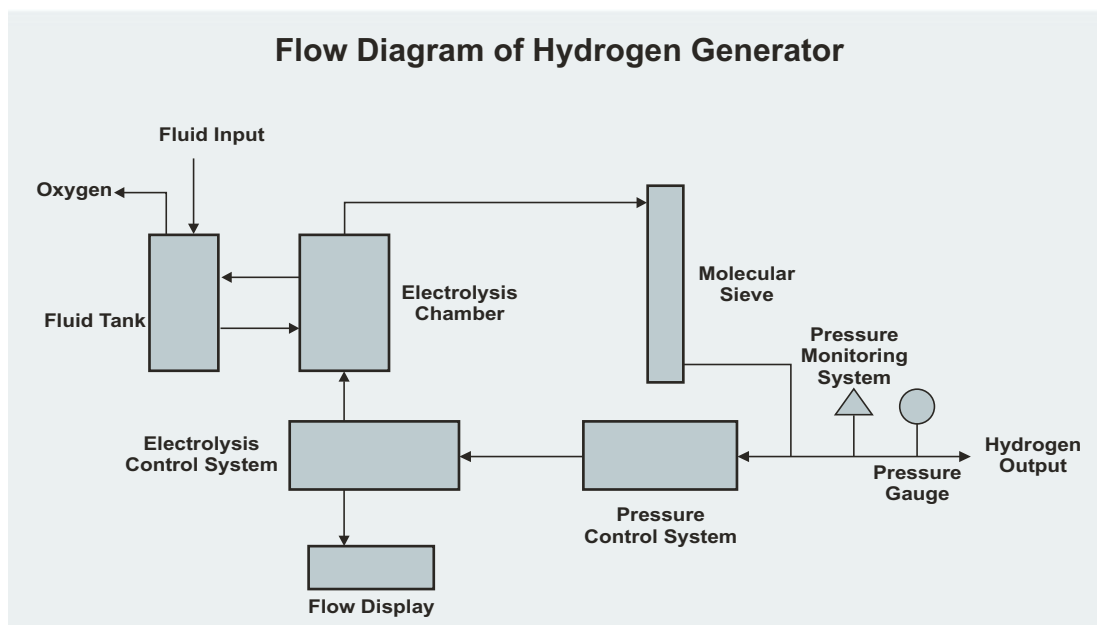 Flow Diagram of Hydrogen Generator
Fluid Input
Oxygen
Fluid Tank
Electrolysis
Chamber
Molecular
Sieve
Pressure
Monitoring
System
Electrolysis
Control System
Pressure
Control System
Pressure
Gauge
Hydrogen
Output
Flow Display